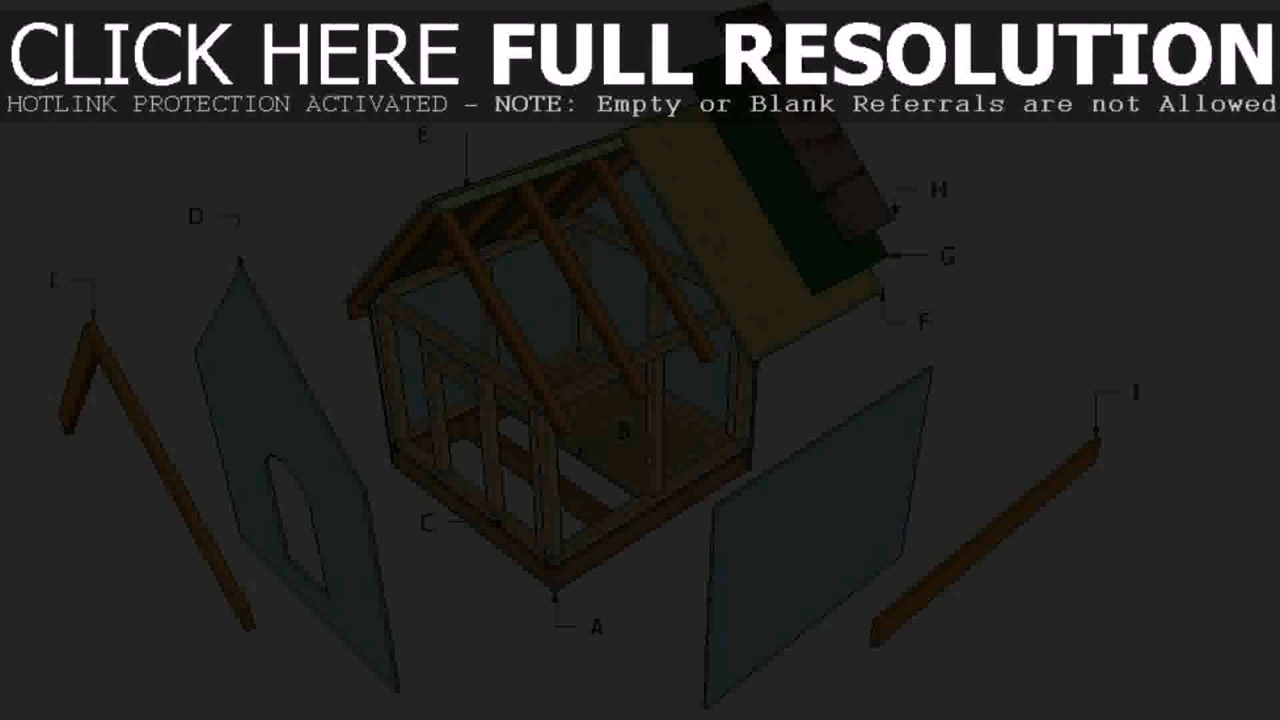 CLICK HERE FULL RESOLUTION
HOTLINK PROTECTION ACTIVATED – NOTE: Empty or Blank Referrals are not Allowed
E
H
D
G
I
F
I
B
C
A